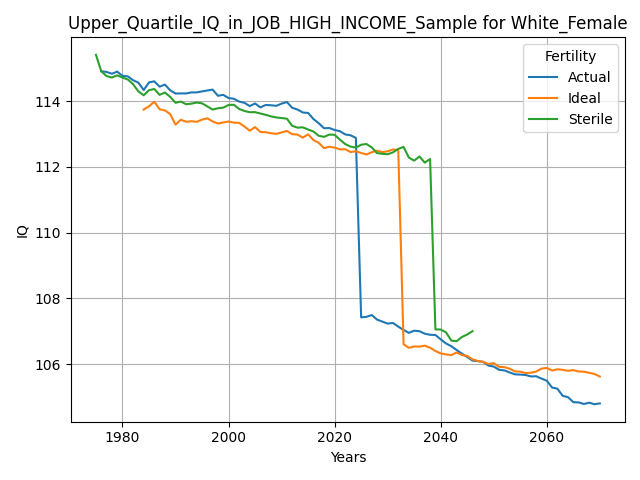 Upper_Quartile_IQ_in_JOB_HIGH_INCOME_Sample for White_Female
Fertility
Actual
Ideal
Sterile
IQ
114
112
110
108
106
1980
2000
2020
2040
2060
Years